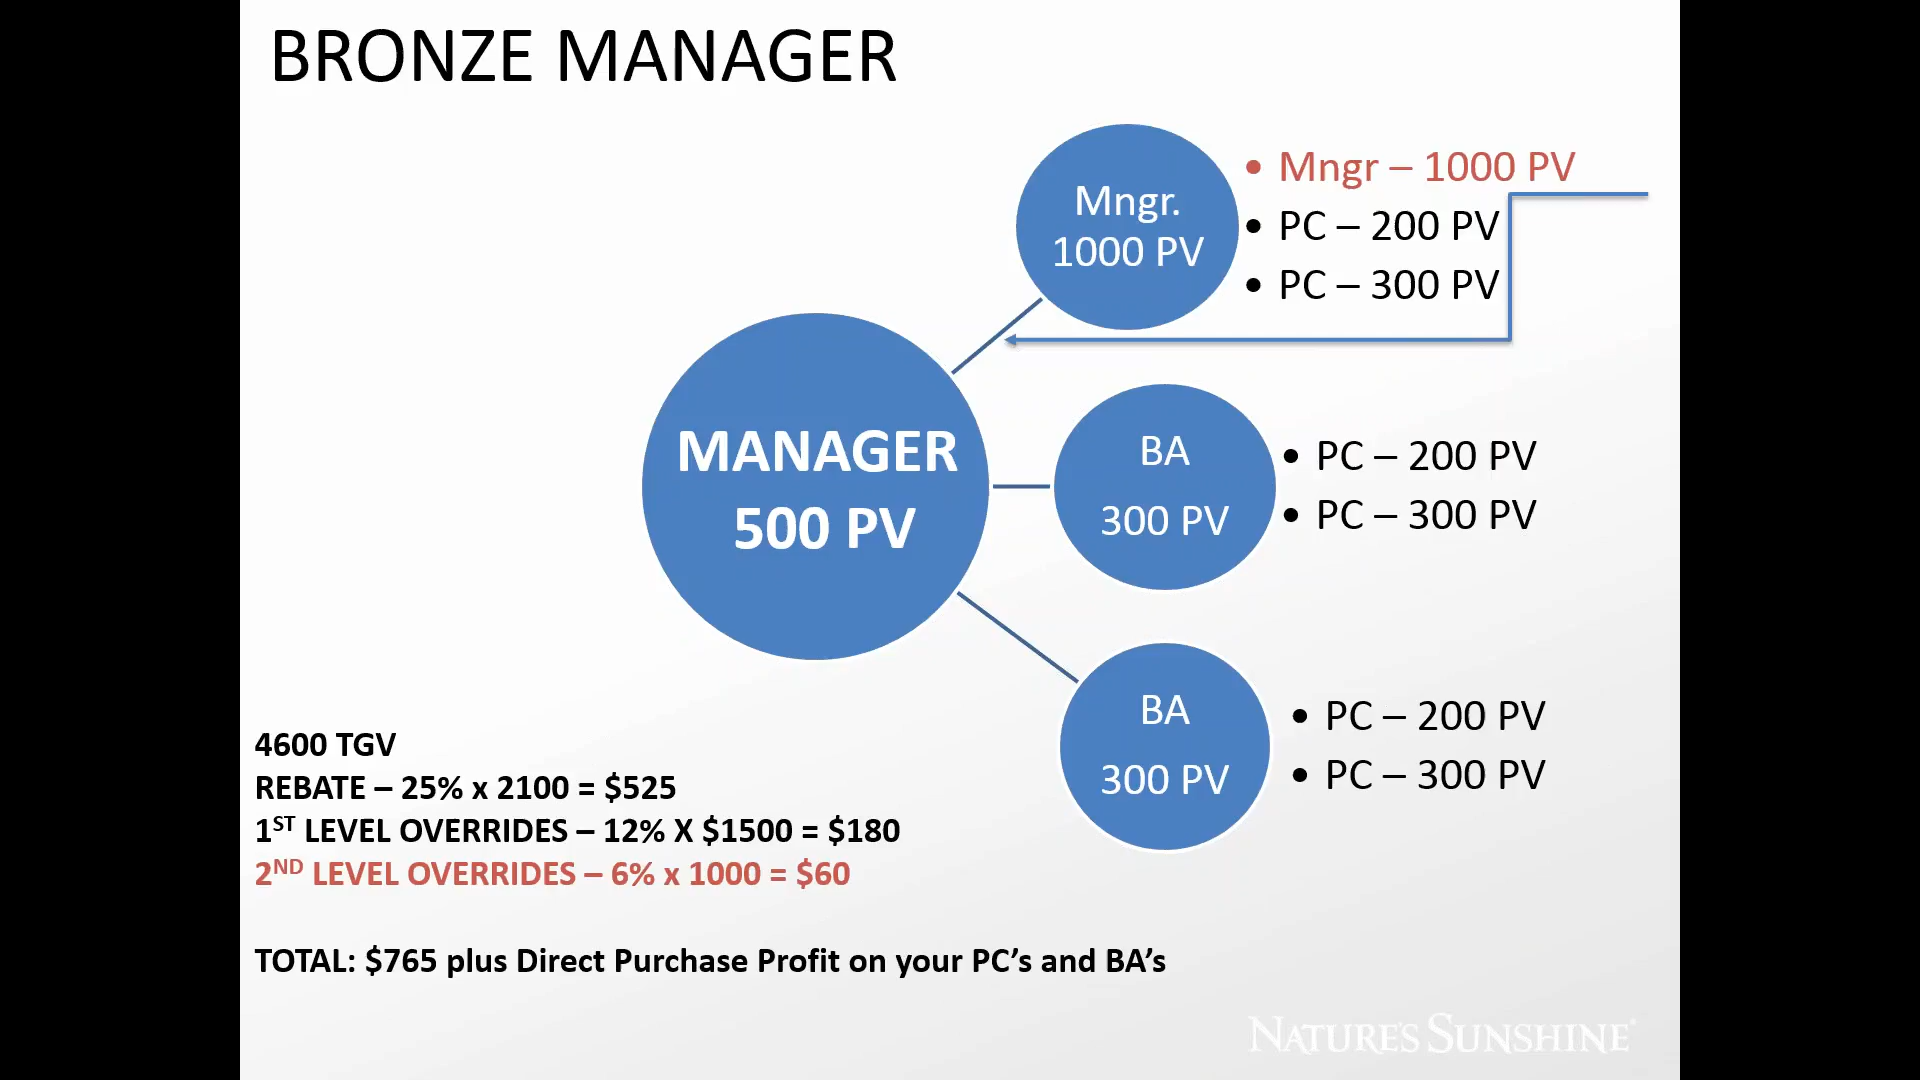 BRONZE MANAGER
Mngr.
1000 PV
• Mngr – 1000 PV
• PC – 200 PV
• PC – 300 PV
MANAGER
500 PV
BA
300 PV
• PC – 200 PV
• PC – 300 PV
BA
300 PV
• PC – 200 PV
• PC – 300 PV
4600 TGV
REBATE – 25% x 2100 = $525
1ST LEVEL OVERRIDES – 12% X $1500 = $180
2ND LEVEL OVERRIDES – 6% x 1000 = $60
TOTAL: $765 plus Direct Purchase Profit on your PC’s and BA’s
NATURE'S SUNSHINE®